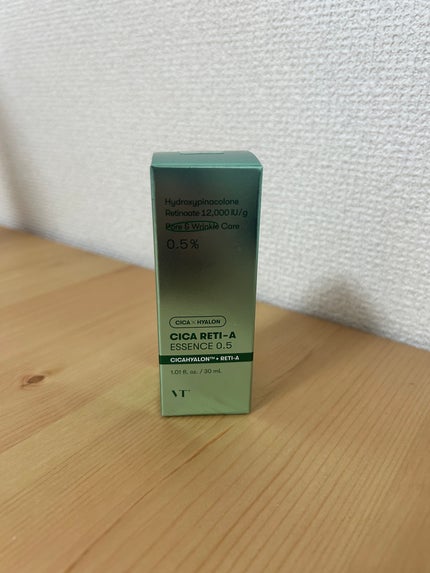 Hydroxypinacolone
Retinoate 12,000 IU/g
Pore & Wrinkle Care
0.5%
CICA × HYALON
CICA RETI-A
ESSENCE 0.5
CICAHYALON™ + RETI-A
1.01 fl. oz. / 30 mL
VT